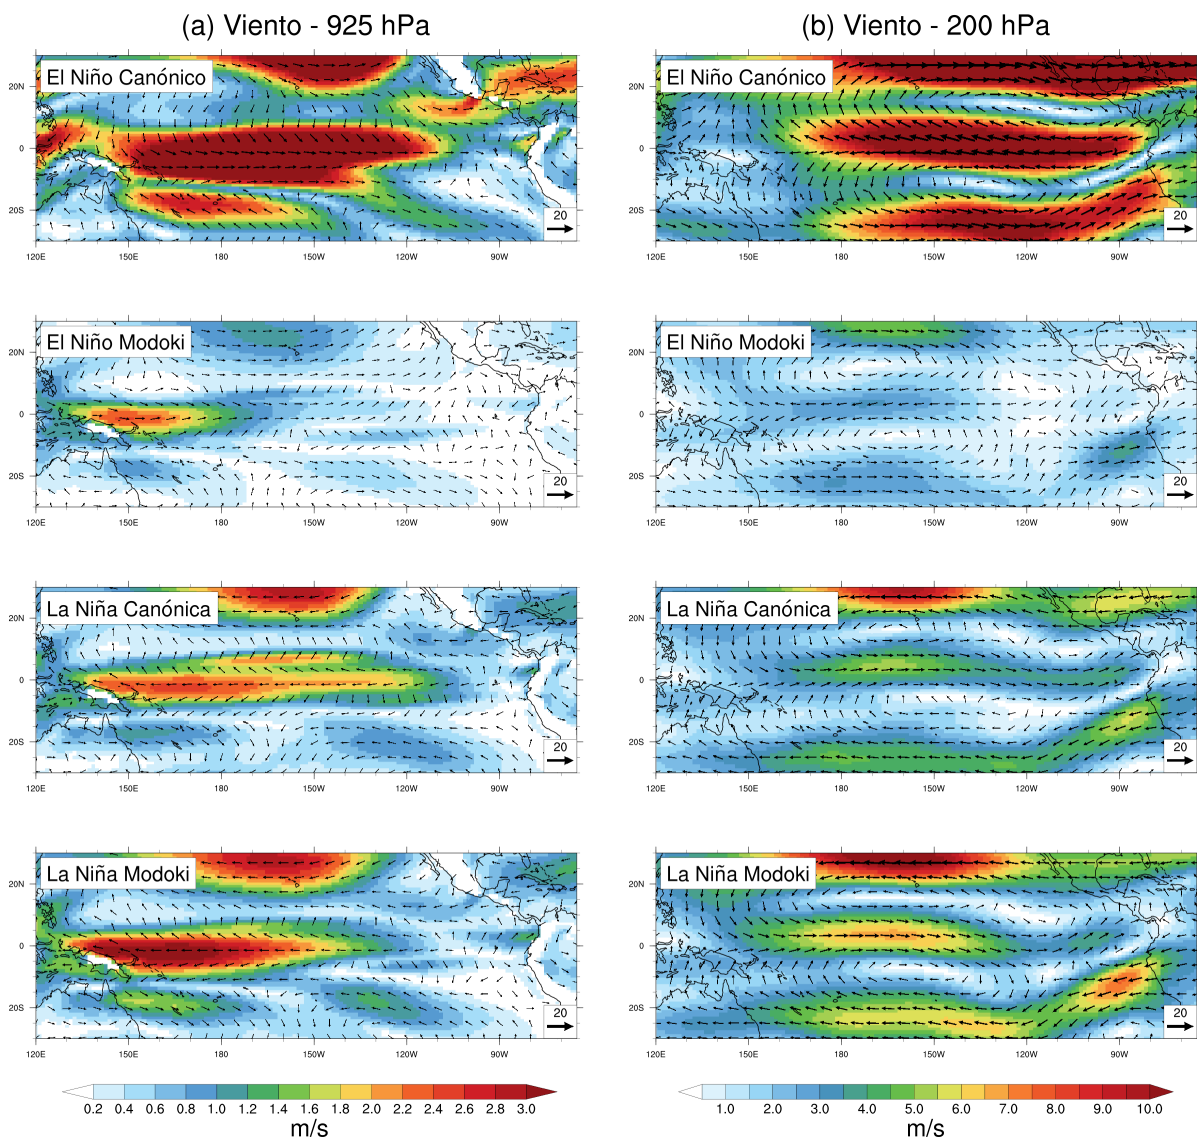 (a) Viento - 925 hPa
(b) Viento - 200 hPa
El Niño Canónico
20N
0
20S
20
120E 150E 180 150W 120W 90W
El Niño Canónico
20N
0
20S
20
120E 150E 180 150W 120W 90W
El Niño Modoki
20N
0
20S
20
120E 150E 180 150W 120W 90W
El Niño Modoki
20N
0
20S
20
120E 150E 180 150W 120W 90W
La Niña Canónica
20N
0
20S
20
120E 150E 180 150W 120W 90W
La Niña Canónica
20N
0
20S
20
120E 150E 180 150W 120W 90W
La Niña Modoki
20N
0
20S
20
120E 150E 180 150W 120W 90W
La Niña Modoki
20N
0
20S
20
120E 150E 180 150W 120W 90W
0.2 0.4 0.6 0.8 1.0 1.2 1.4 1.6 1.8 2.0 2.2 2.4 2.6 2.8 3.0
m/s
1.0 2.0 3.0 4.0 5.0 6.0 7.0 8.0 9.0 10.0
m/s